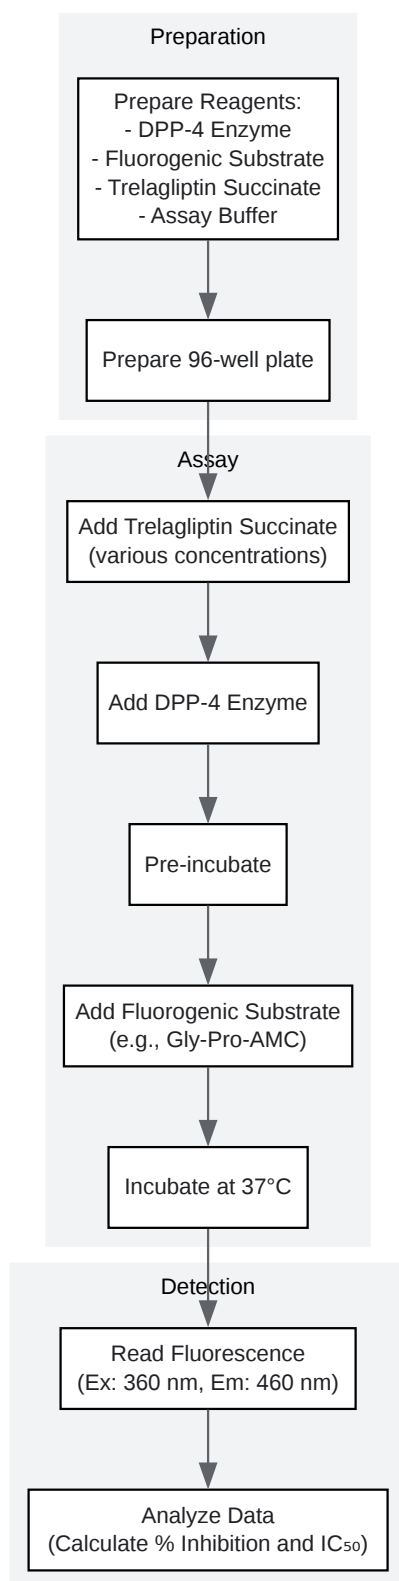 Preparation
Prepare Reagents:
- DPP-4 Enzyme
- Fluorogenic Substrate
- Trelagliptin Succinate
- Assay Buffer
Prepare 96-well plate
Assay
Add Trelagliptin Succinate
(various concentrations)
Add DPP-4 Enzyme
Pre-incubate
Add Fluorogenic Substrate
(e.g., Gly-Pro-AMC)
Incubate at 37°C
Detection
Read Fluorescence
(Ex: 360 nm, Em: 460 nm)
Analyze Data
(Calculate % Inhibition and IC₅₀)